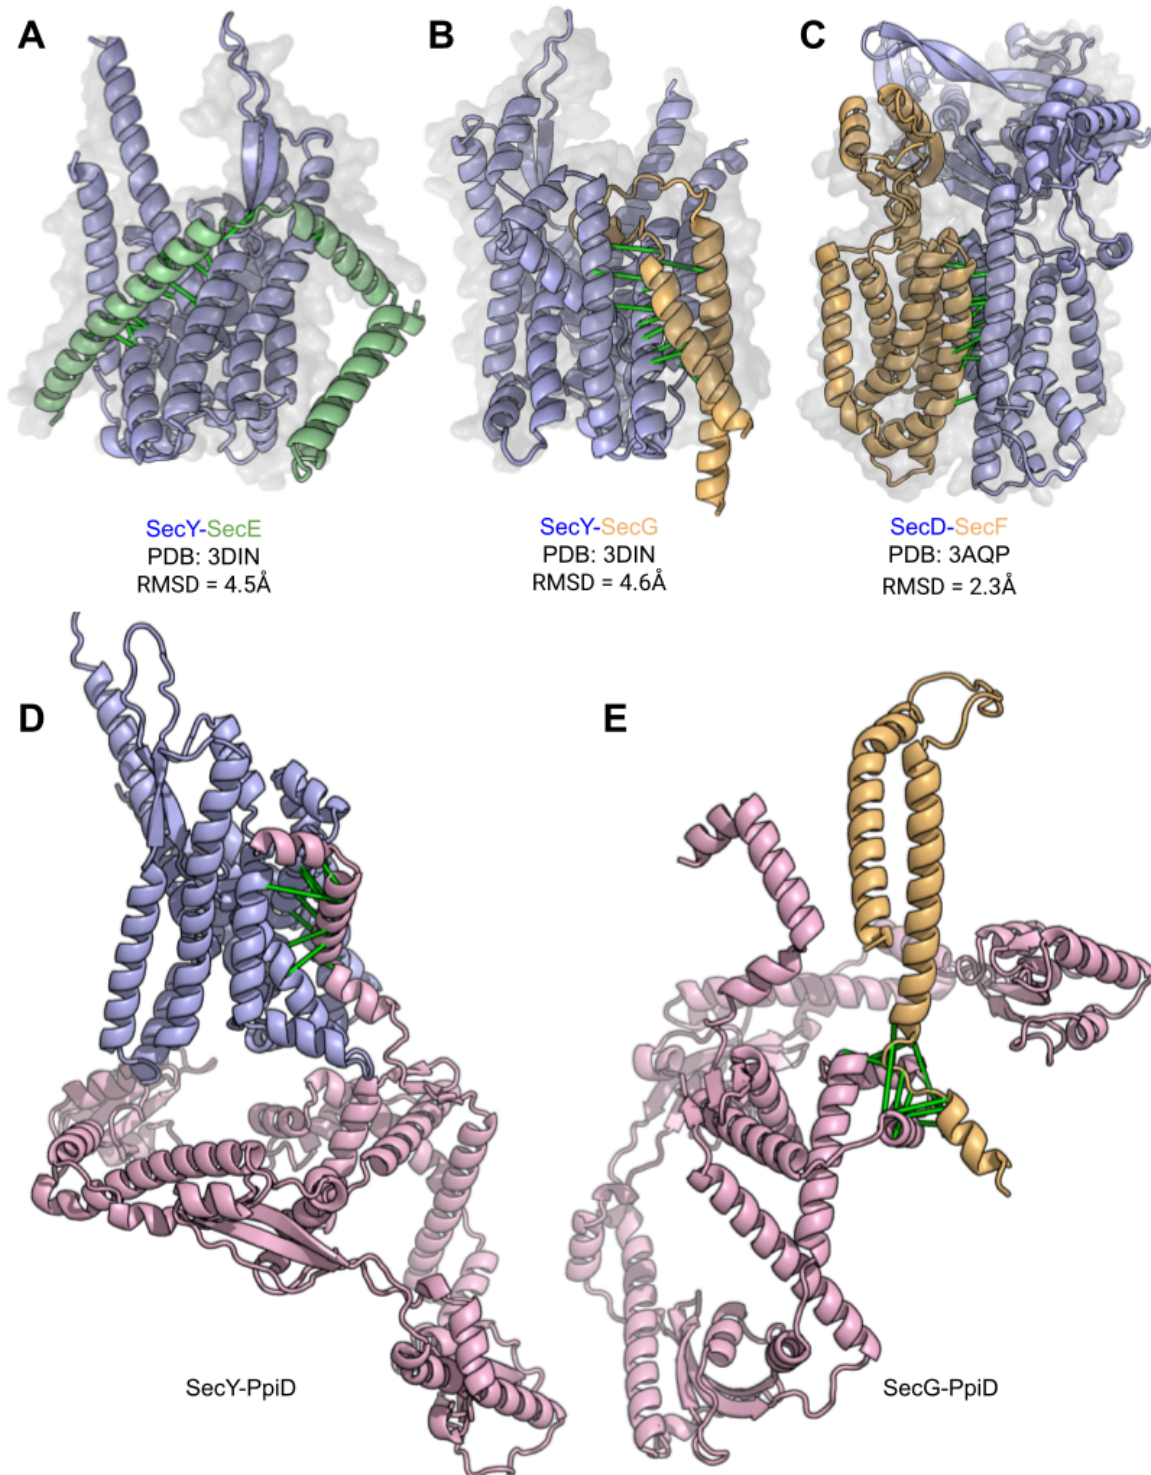 A
B
C
SecY-SecE
PDB: 3DIN
RMSD = 4.5Å
SecY-SecG
PDB: 3DIN
RMSD = 4.6Å
SecD-SecF
PDB: 3AQP
RMSD = 2.3Å
D
E
SecY-PpiD
SecG-PpiD